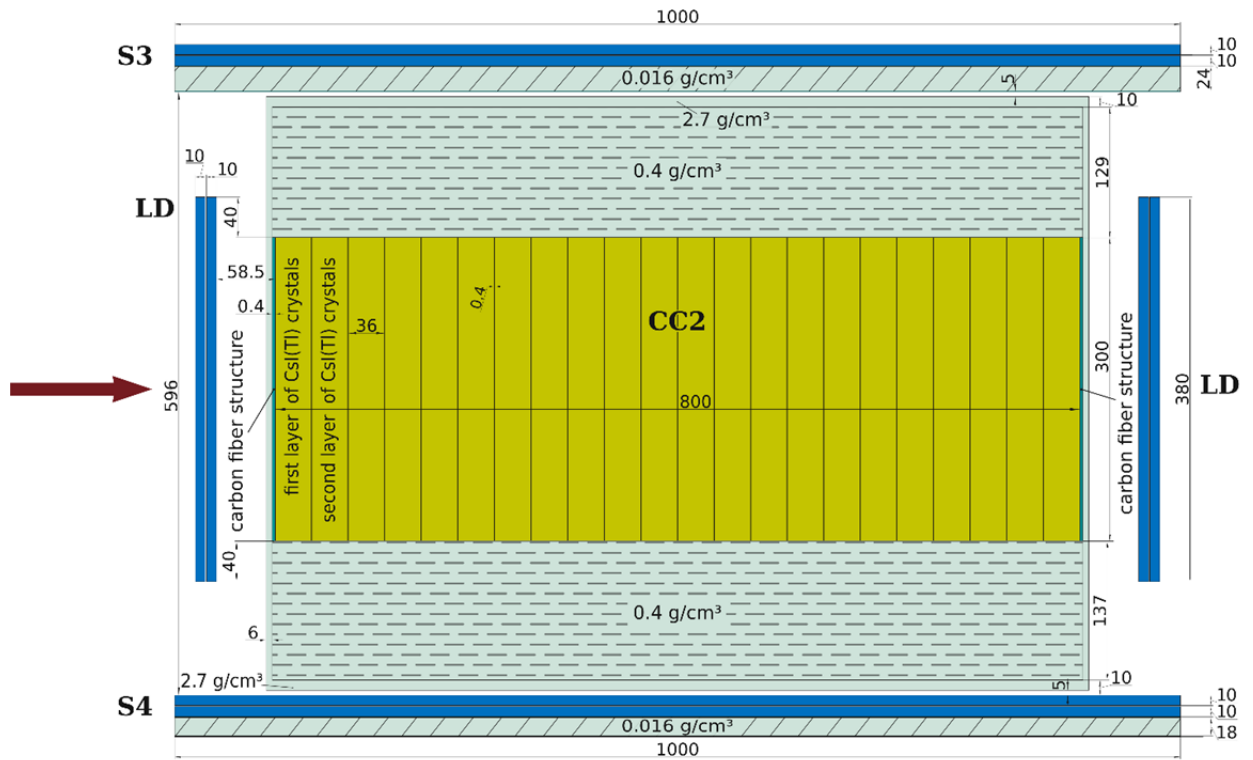 1000
S3
10
10
0.016 g/cm³
5
24
10
2.7 g/cm³
10
10
0.4 g/cm³
129
LD
40
58.5
0.4
first layer of CsI(Tl) crystals
second layer of CsI(Tl) crystals
0.4
CC2
36
carbon fiber structure
596
800
300
carbon fiber structure
380
LD
40
0.4 g/cm³
137
6
2.7 g/cm³
5
10
S4
10
10
0.016 g/cm³
18
1000